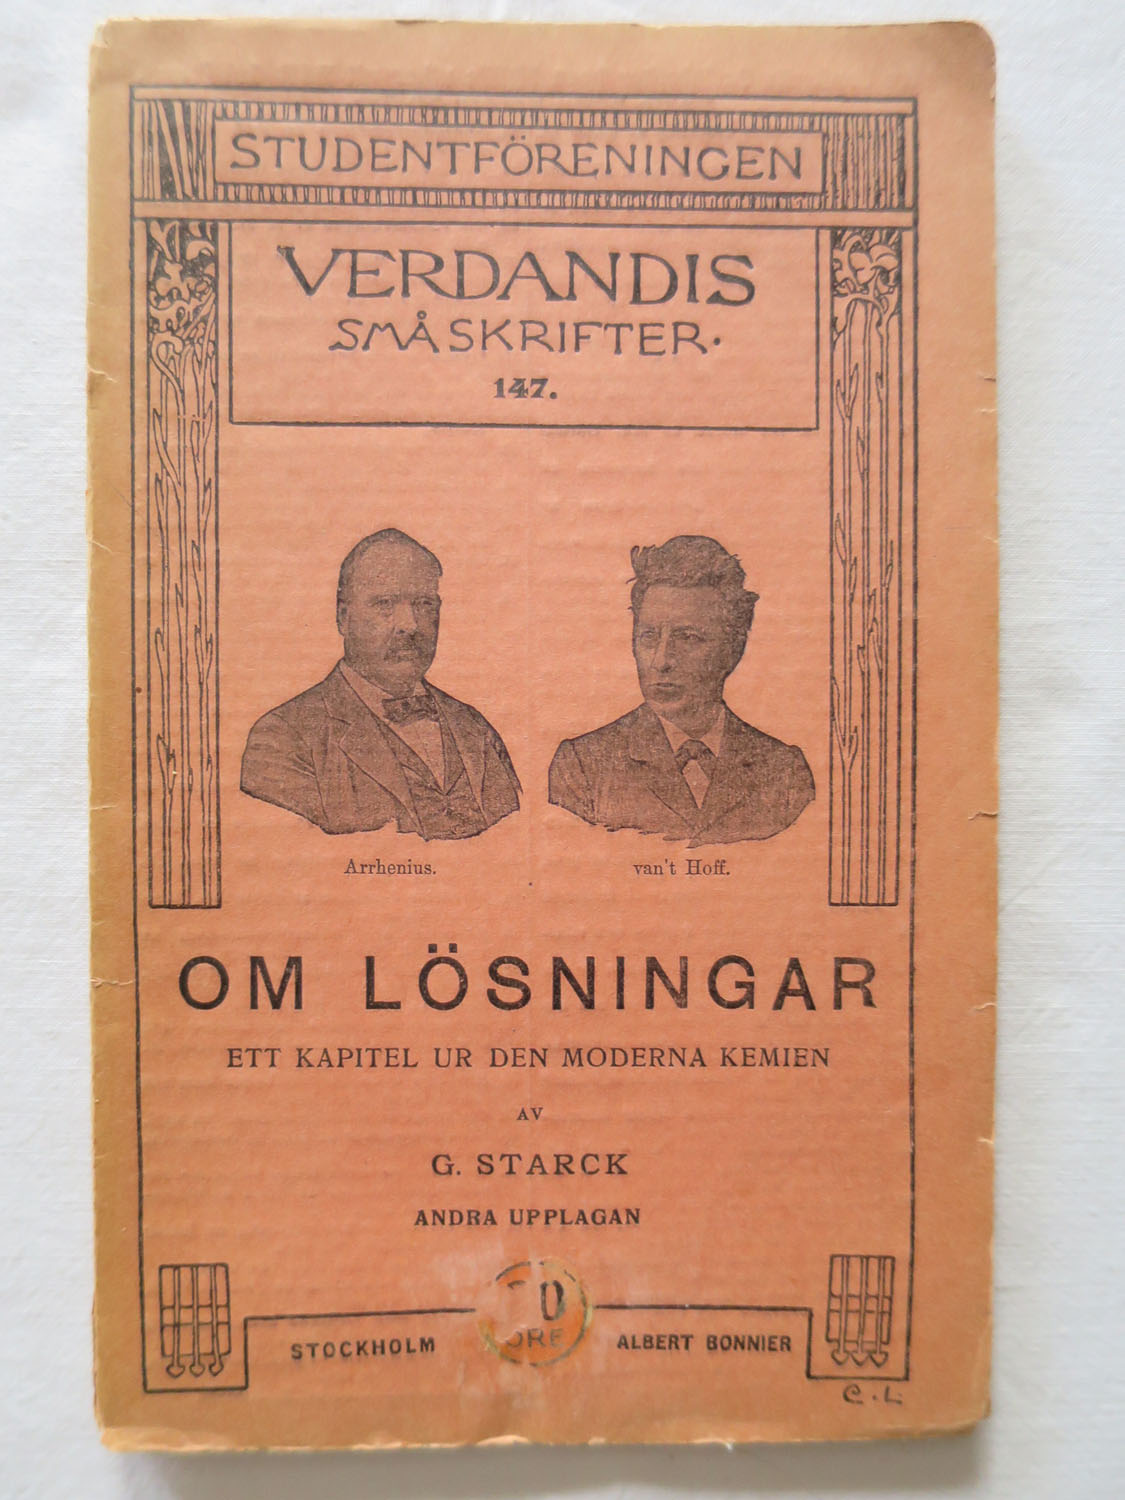 STUDENTFÖRENINGEN
VERDANDIS
SMÅSKRIFTER.
147.
Arrhenius. van't Hoff.
OM LÖSNINGAR
ETT KAPITEL UR DEN MODERNA KEMIEN
AV
G. STARCK
ANDRA UPPLAGAN
STOCKHOLM ALBERT BONNIER
C.L.